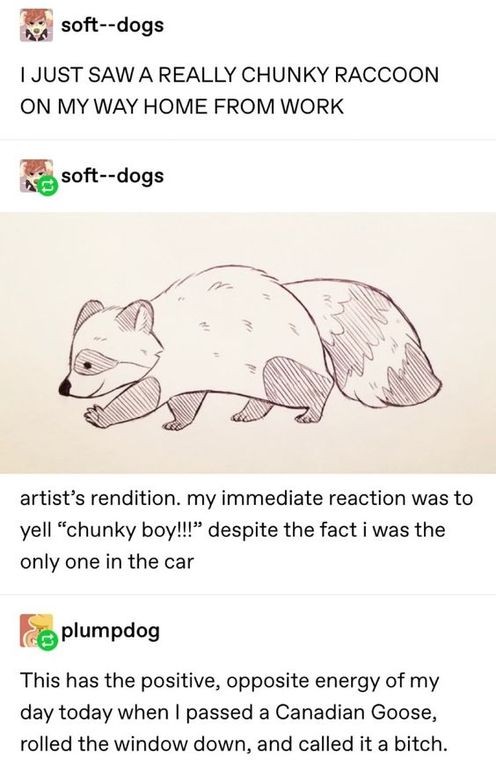 soft--dogs
I JUST SAW A REALLY CHUNKY RACCOON
ON MY WAY HOME FROM WORK
soft--dogs
artist’s rendition. my immediate reaction was to
yell “chunky boy!!!” despite the fact i was the
only one in the car
plumpdog
This has the positive, opposite energy of my
day today when I passed a Canadian Goose,
rolled the window down, and called it a bitch.